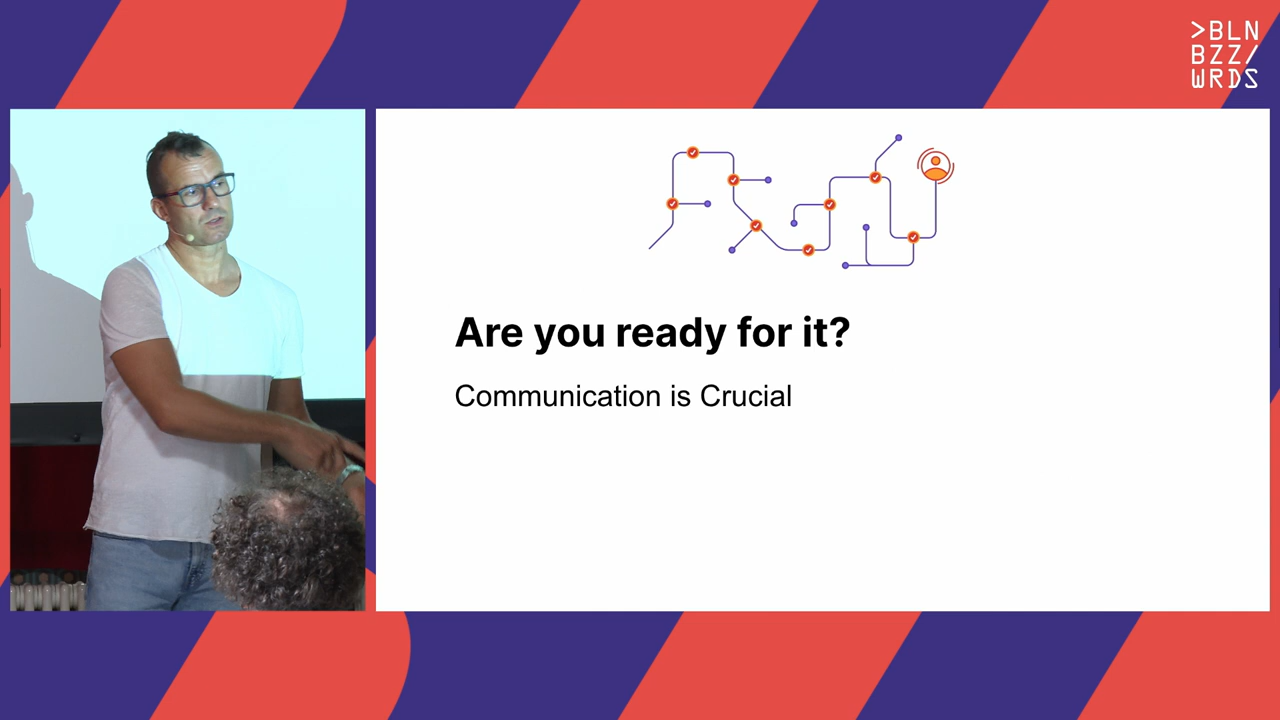 >BLN
BZZ/
WRDS
Are you ready for it?
Communication is Crucial